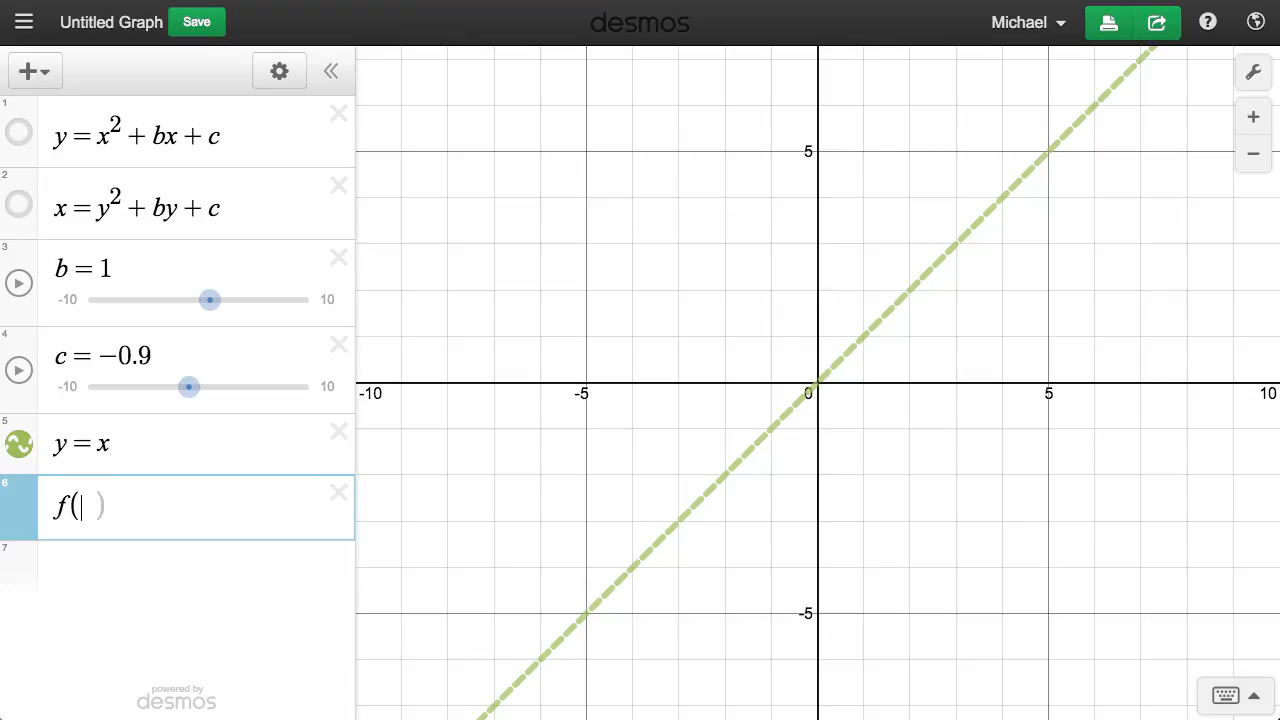 Untitled Graph Save desmos Michael ?
1
y = x² + bx + c
2
x = y² + by + c
3
b = 1
-10 10
4
c = −0.9
-10 10
5
y = x
6
f( )
7
powered by
desmos
5
-10 -5 0 5 10
-5
+
−